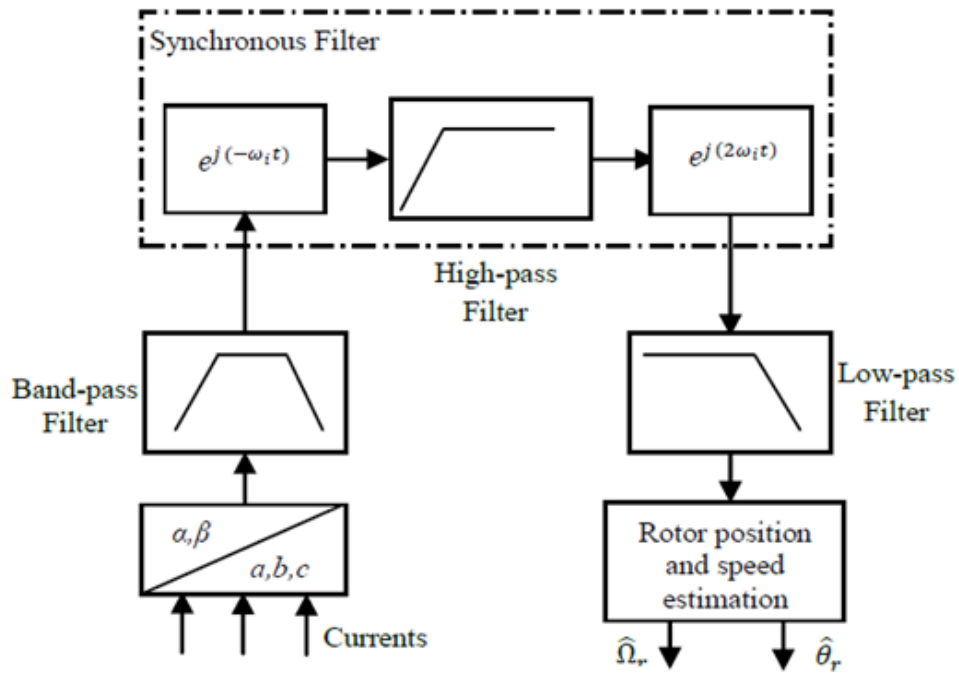 Synchronous Filter
e^{j(-ω_i t)}
e^{j(2ω_i t)}
High-pass
Filter
Band-pass
Filter
Low-pass
Filter
α,β
a,b,c
Currents
Rotor position
and speed
estimation
Ω̂_r
θ̂_r